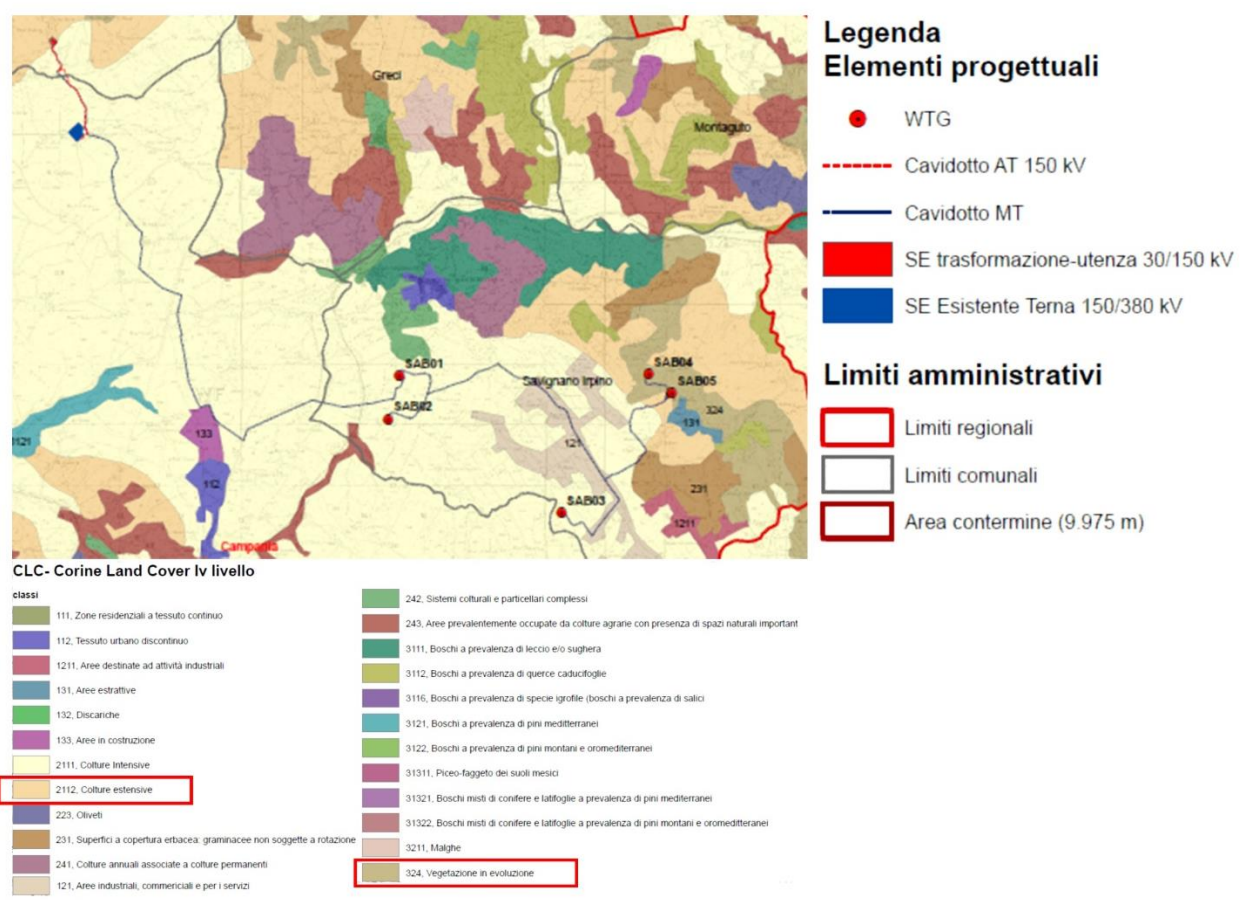 Legenda
Elementi progettuali
WTG
Cavidotto AT 150 kV
Cavidotto MT
SE trasformazione-utenza 30/150 kV
SE Esistente Terna 150/380 kV
Limiti amministrativi
Limiti regionali
Limiti comunali
Area contermine (9.975 m)
Greci
Montaguto
SAB01
SAB02
Savignano Irpino
SAB04
SAB05
324
131
121
133
112
121
231
SAB03
1211
Campania
CLC- Corine Land Cover Iv livello
classi
111, Zone residenziali a tessuto continuo
112, Tessuto urbano discontinuo
1211, Aree destinate ad attività industriali
131, Aree estrattive
132, Discariche
133, Aree in costruzione
2111, Colture Intensive
2112, Colture estensive
223, Oliveti
231, Superfici a copertura erbacea: graminacee non soggette a rotazione
241, Colture annuali associate a colture permanenti
121, Aree industriali, commericiali e per i servizi
242, Sistemi colturali e particellari complessi
243, Aree prevalentemente occupate da colture agrarie con presenza di spazi naturali important
3111, Boschi a prevalenza di leccio e/o sughera
3112, Boschi a prevalenza di querce caducifoglie
3116, Boschi a prevalenza di specie igrofile (boschi a prevalenza di salici
3121, Boschi a prevalenza di pini meditterranei
3122, Boschi a prevalenza di pini montani e oromediterranei
31311, Piceo-faggeto dei suoli mesici
31321, Boschi misti di conifere e latifoglie a prevalenza di pini mediterranei
31322, Boschi misti di conifere e latifoglie a prevalenza di pini montani e oromeditteranei
3211, Malghe
324, Vegetazione in evoluzione